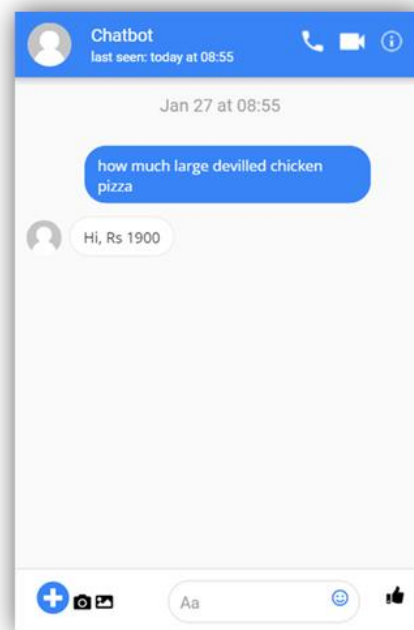 Chatbot
last seen: today at 08:55
Jan 27 at 08:55
how much large devilled chicken
pizza
Hi, Rs 1900
Aa